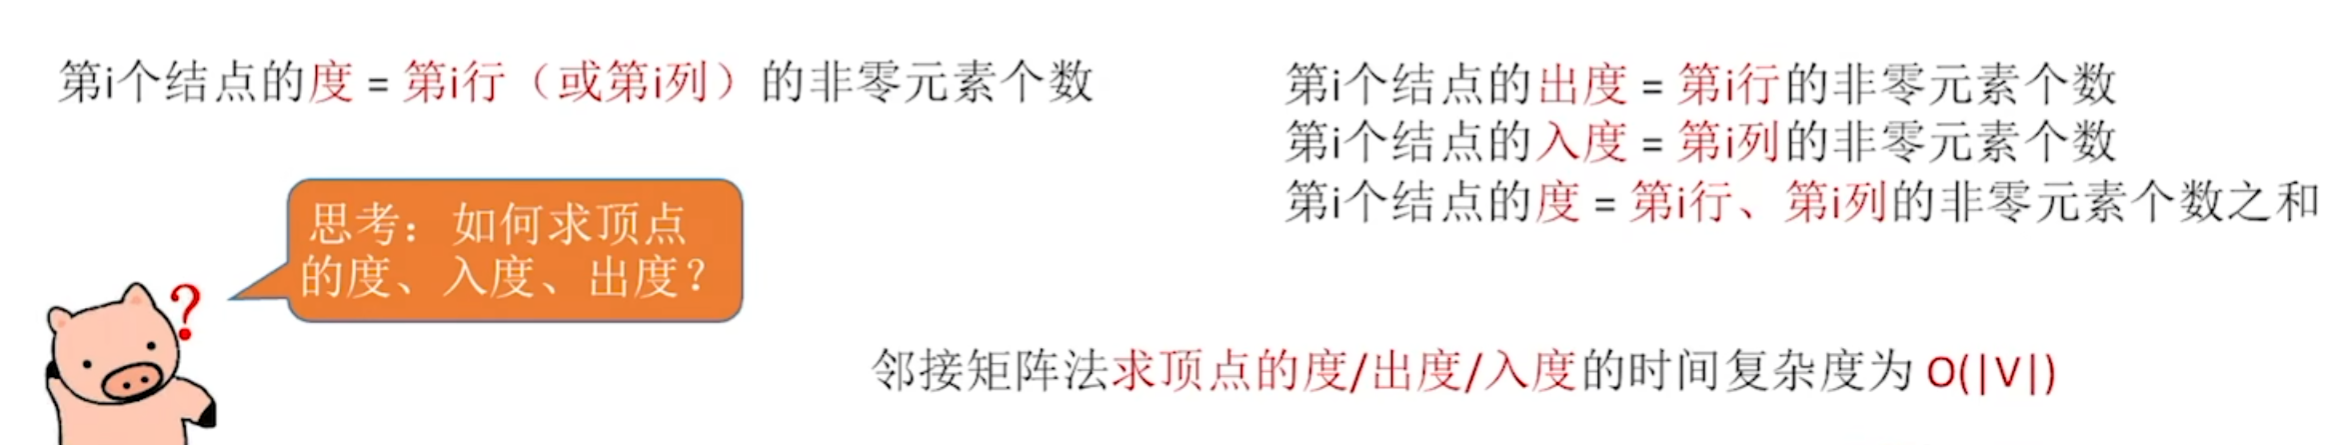 第i个结点的度 = 第i行（或第i列）的非零元素个数
第i个结点的出度 = 第i行的非零元素个数
第i个结点的入度 = 第i列的非零元素个数
第i个结点的度 = 第i行、第i列的非零元素个数之和
思考：如何求顶点
的度、入度、出度？
?
邻接矩阵法求顶点的度/出度/入度的时间复杂度为 O(|V|)